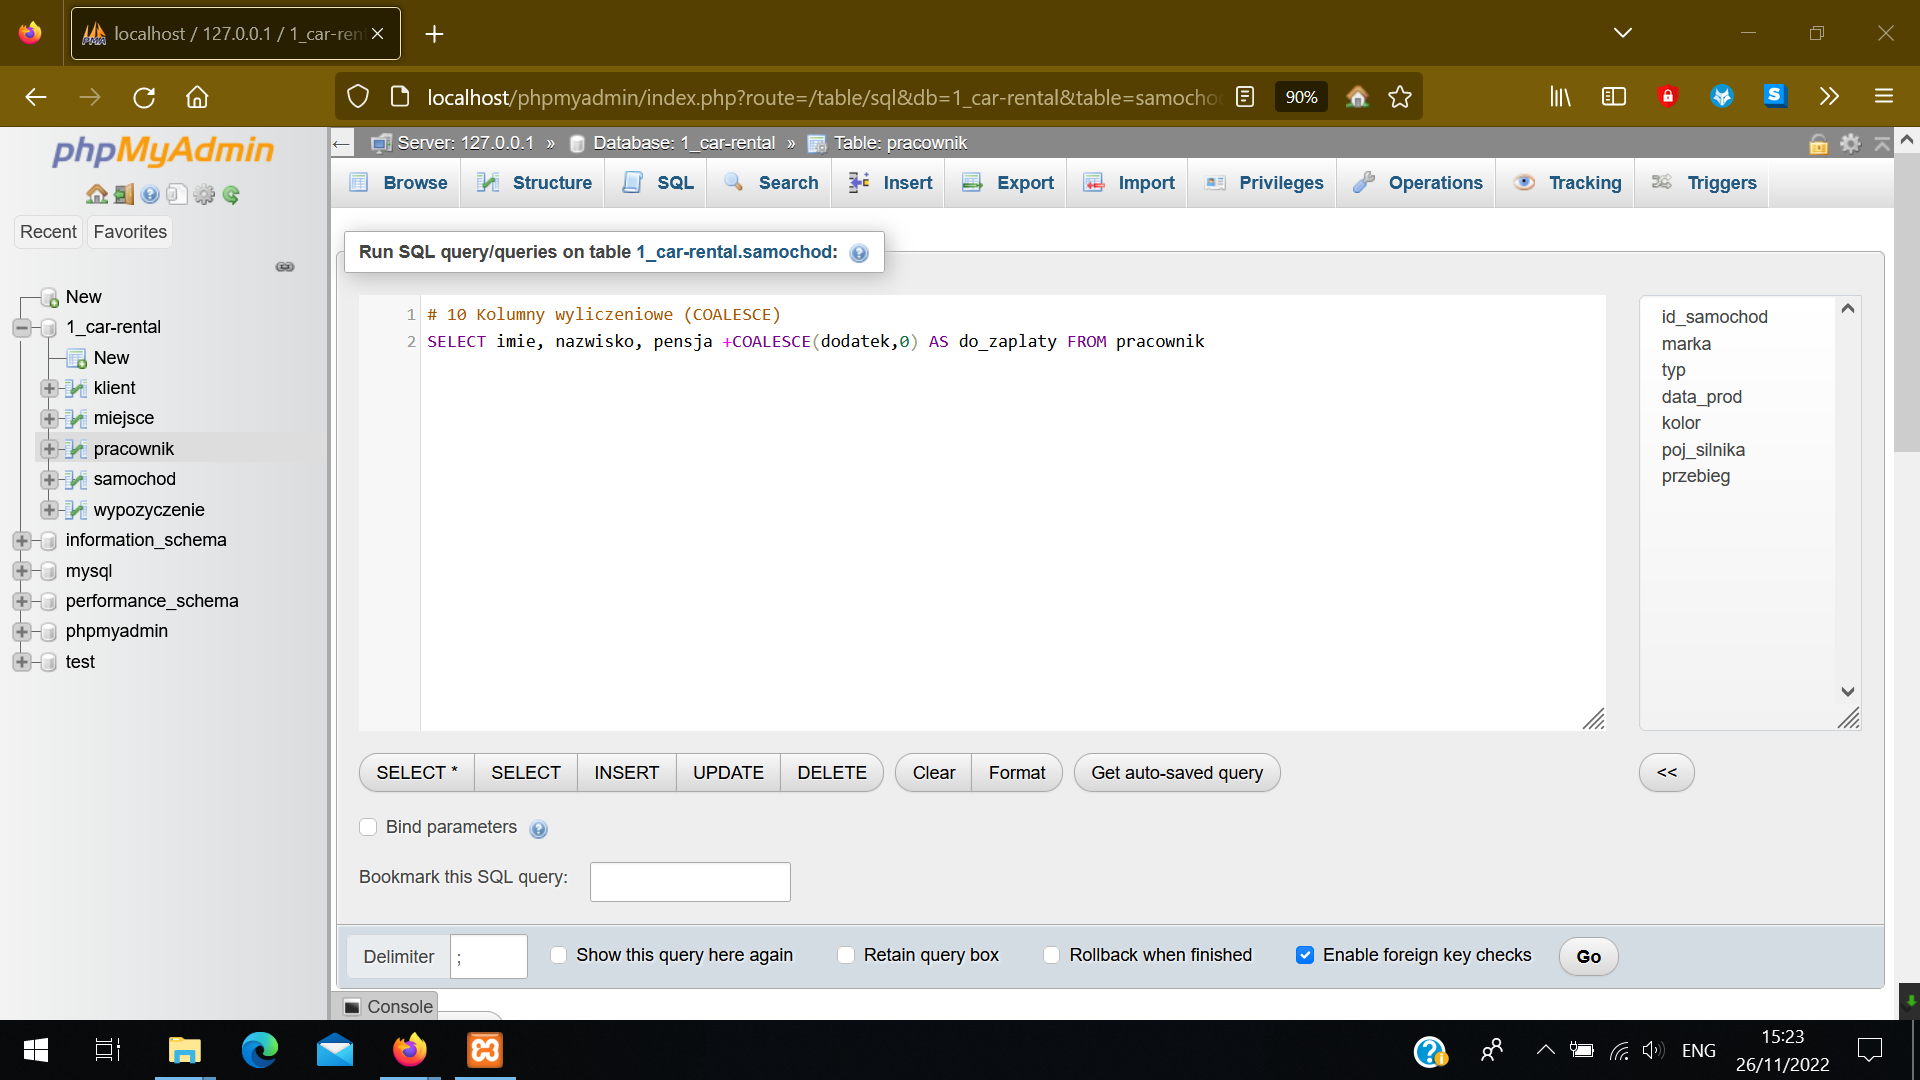 localhost / 127.0.0.1 / 1_car-ren
localhost/phpmyadmin/index.php?route=/table/sql&db=1_car-rental&table=samocho
90%
phpMyAdmin
Recent
Favorites
New
1_car-rental
New
klient
miejsce
pracownik
samochod
wypozyczenie
information_schema
mysql
performance_schema
phpmyadmin
test
Server: 127.0.0.1 » Database: 1_car-rental » Table: pracownik
Browse
Structure
SQL
Search
Insert
Export
Import
Privileges
Operations
Tracking
Triggers
Run SQL query/queries on table 1_car-rental.samochod:
1 # 10 Kolumny wyliczeniowe (COALESCE)
2 SELECT imie, nazwisko, pensja +COALESCE(dodatek,0) AS do_zaplaty FROM pracownik
id_samochod
marka
typ
data_prod
kolor
poj_silnika
przebieg
SELECT *
SELECT
INSERT
UPDATE
DELETE
Clear
Format
Get auto-saved query
<<
Bind parameters
Bookmark this SQL query:
Delimiter
;
Show this query here again
Retain query box
Rollback when finished
Enable foreign key checks
Go
Console
ENG
15:23
26/11/2022